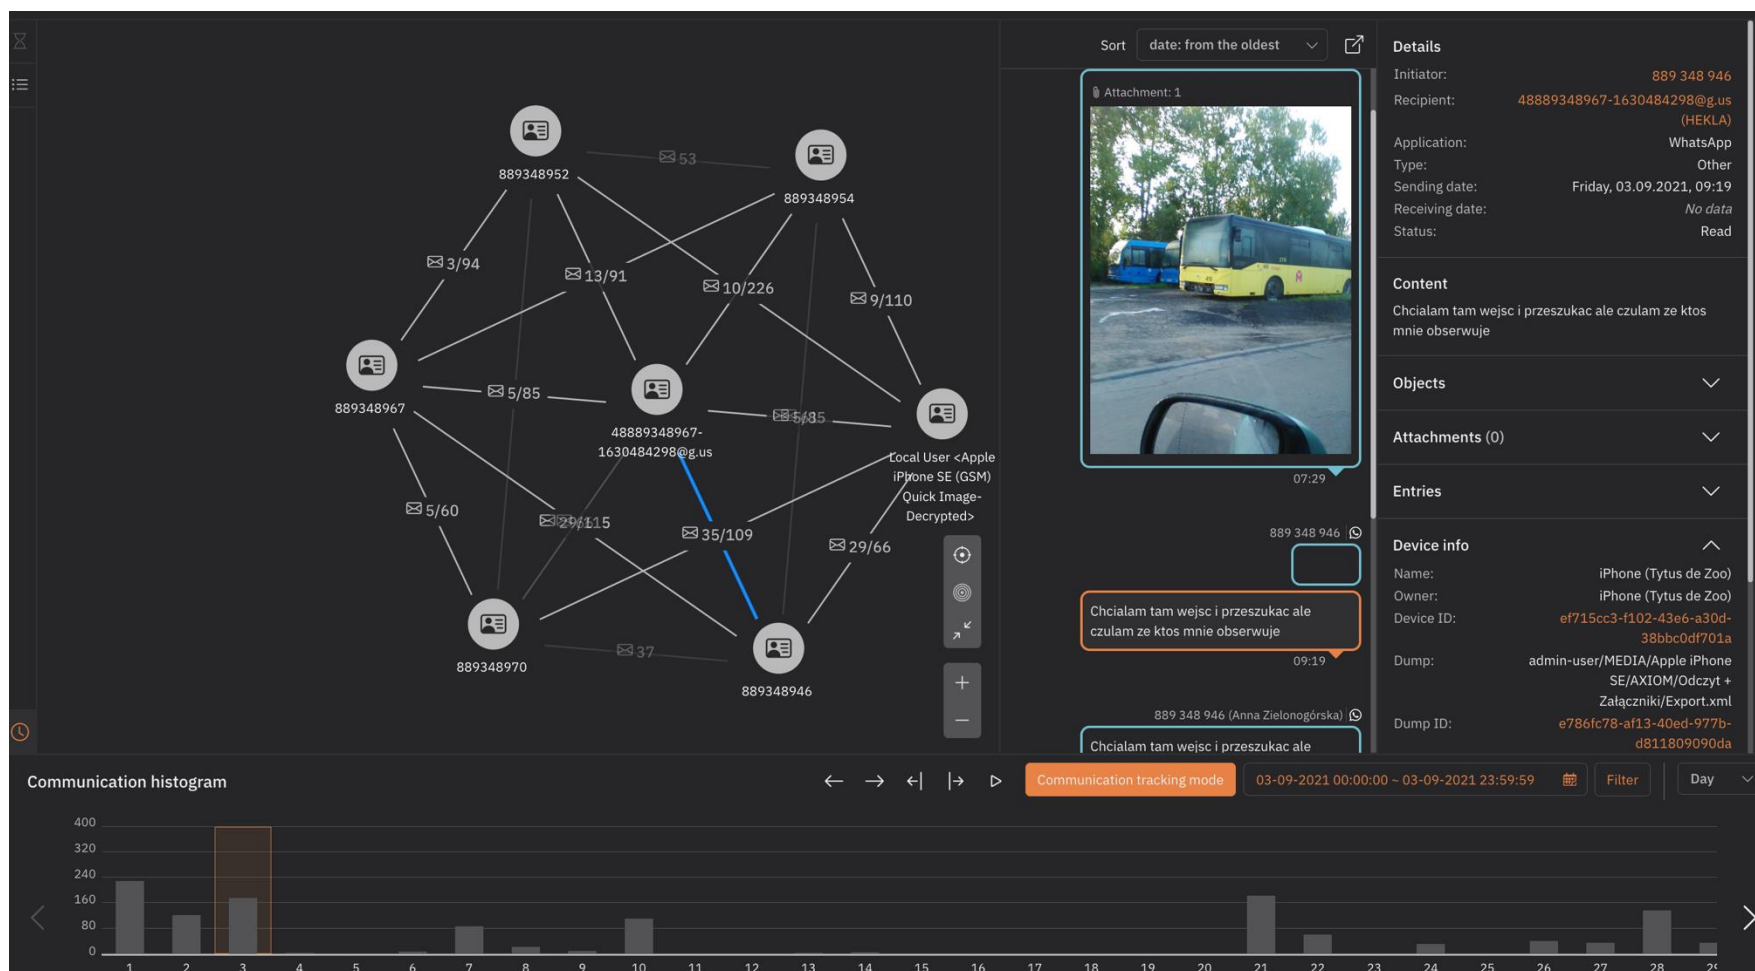 Sort date: from the oldest
Attachment: 1
53
889348952
889348954
3/94
13/91
10/226
9/110
889348967
5/85
48889348967-
1630484298@g.us
Local User <Apple
iPhone SE (GSM)
Quick Image-
Decrypted>
5/60
35/109
29/66
889348970
37
889348946
07:29
889 348 946
Chcialam tam wejsc i przeszukac ale
czulam ze ktos mnie obserwuje
09:19
889 348 946 (Anna Zielonogórska)
Chcialam tam wejsc i przeszukac ale
Details
Initiator: 889 348 946
Recipient: 48889348967-1630484298@g.us
(HEKLA)
Application: WhatsApp
Type: Other
Sending date: Friday, 03.09.2021, 09:19
Receiving date: No data
Status: Read
Content
Chcialam tam wejsc i przeszukac ale czulam ze ktos
mnie obserwuje
Objects
Attachments (0)
Entries
Device info
Name: iPhone (Tytus de Zoo)
Owner: iPhone (Tytus de Zoo)
Device ID: ef715cc3-f102-43e6-a30d-
38bbc0df701a
Dump: admin-user/MEDIA/Apple iPhone
SE/AXIOM/Odczyt +
Załączniki/Export.xml
Dump ID: e786fc78-af13-40ed-977b-
d811809090da
Communication histogram
Communication tracking mode
03-09-2021 00:00:00 ~ 03-09-2021 23:59:59
Filter
Day
400
320
240
160
80
0
1 2 3 4 5 6 7 8 9 10 11 12 13 14 15 16 17 18 19 20 21 22 23 24 25 26 27 28